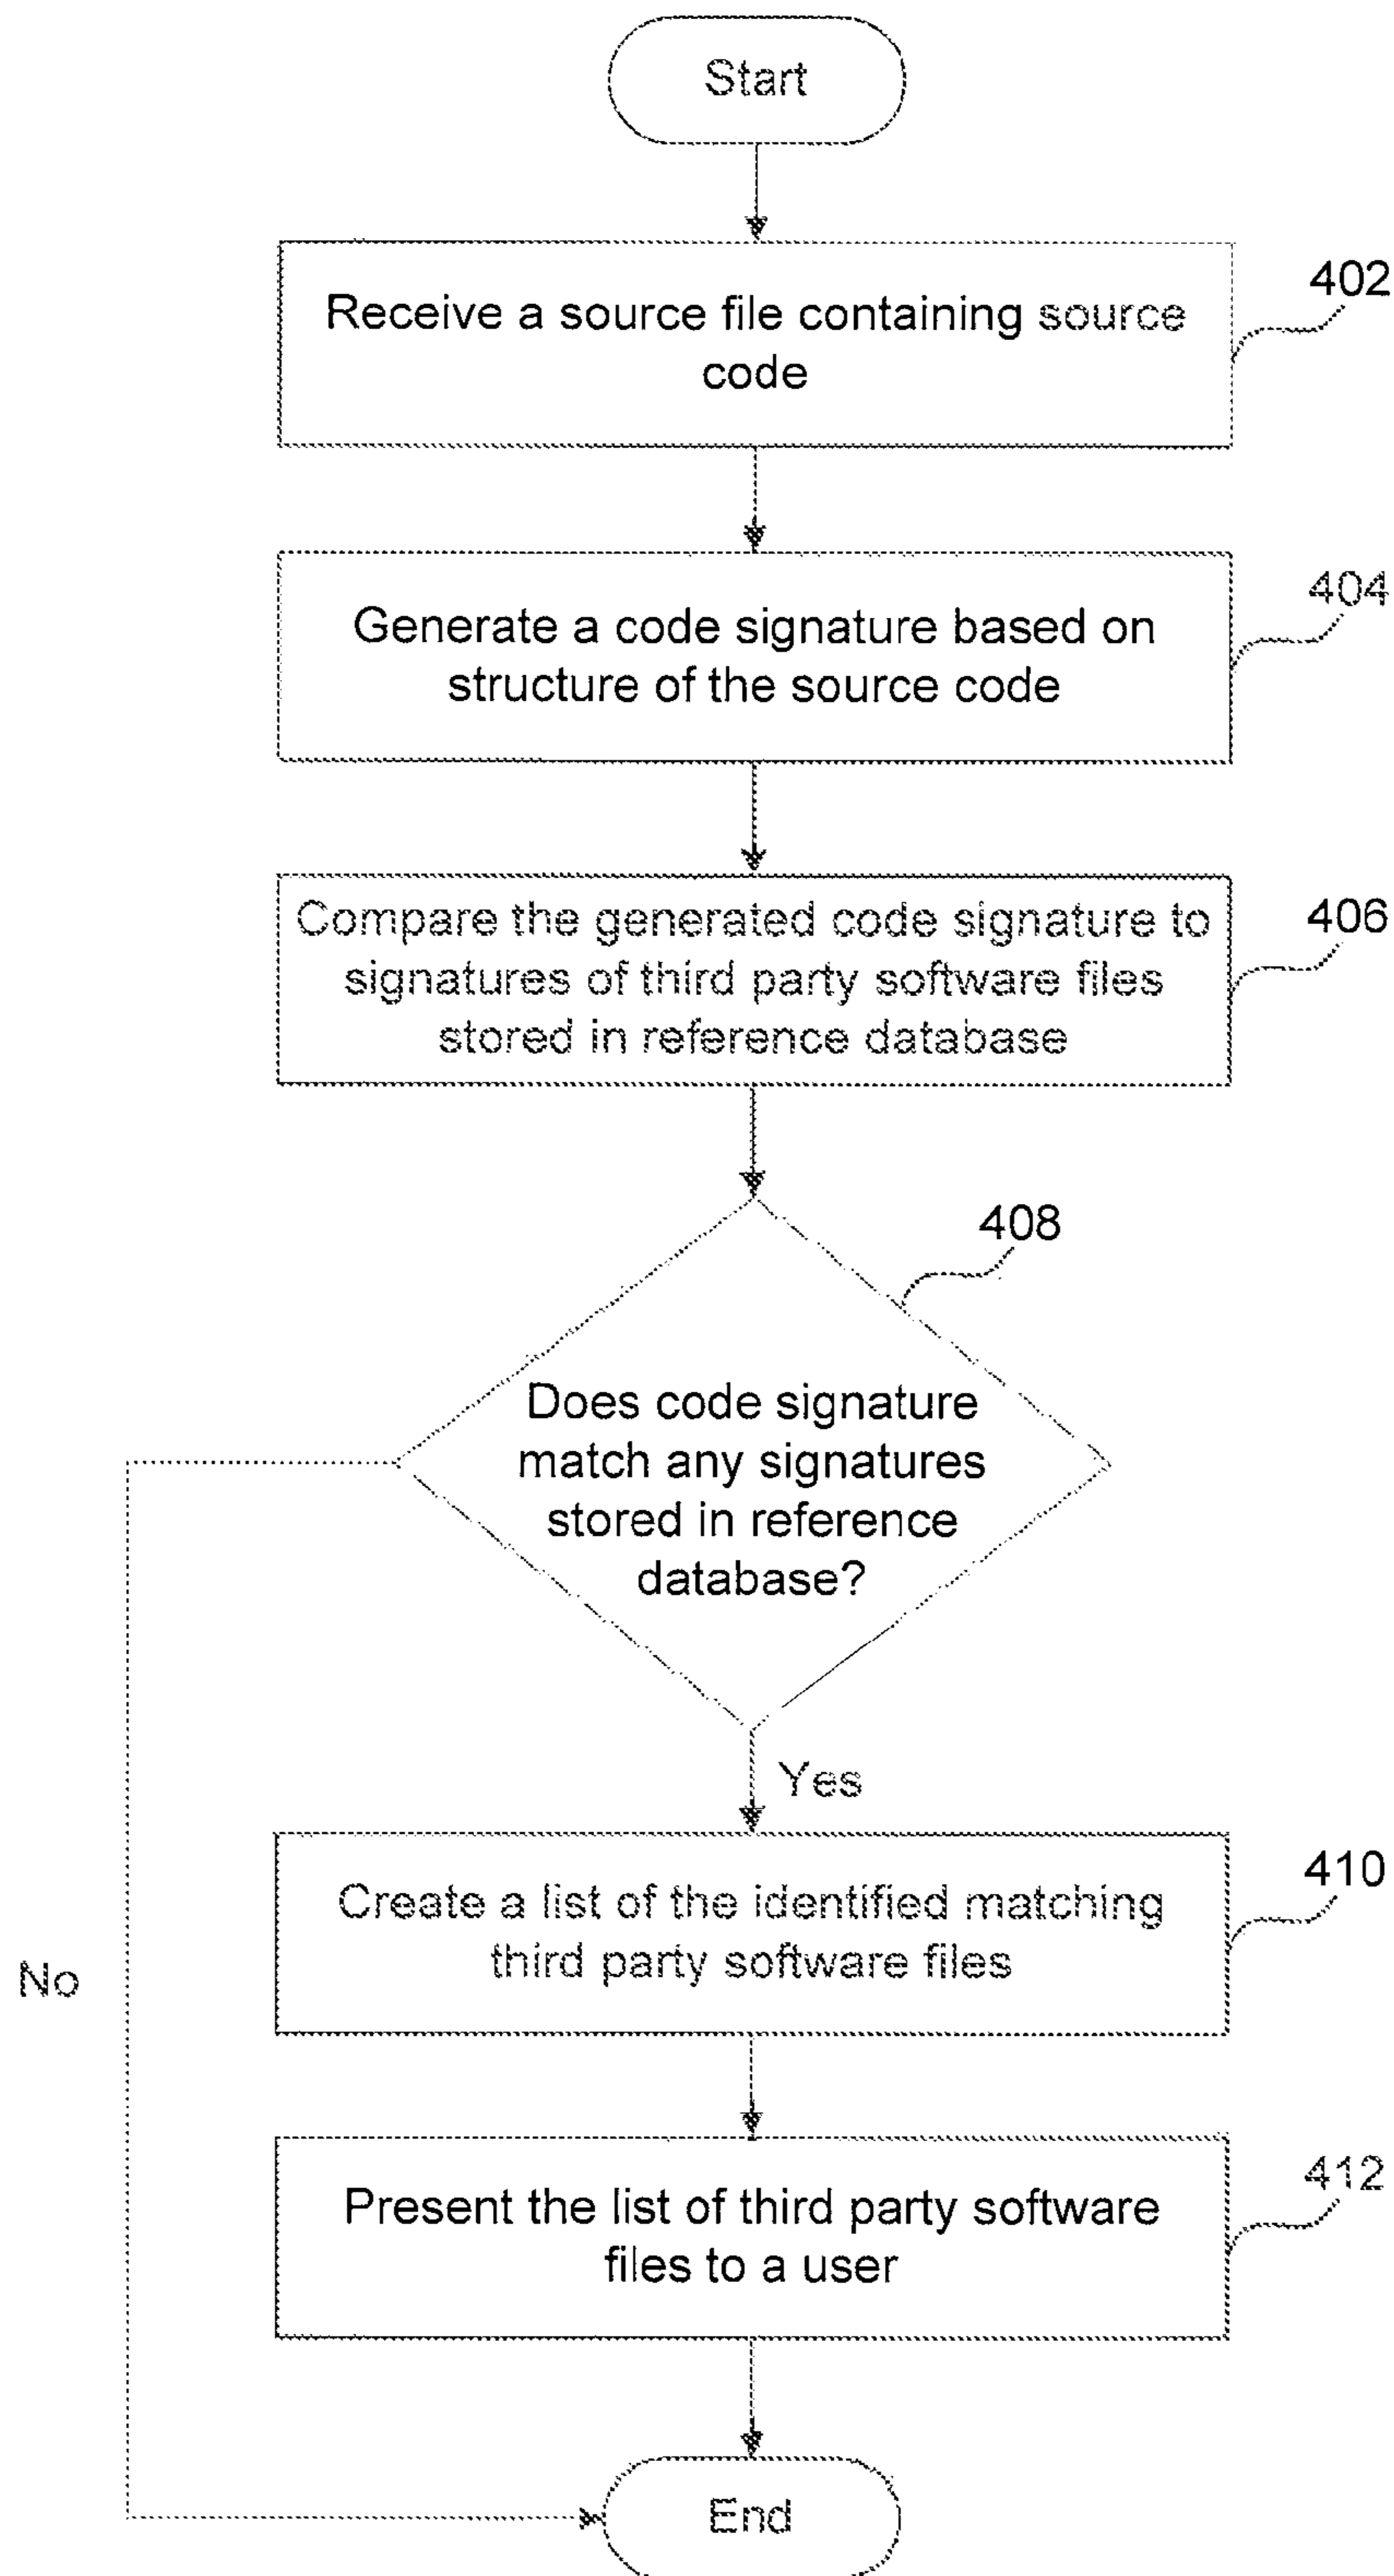 Start
Receive a source file containing source
code
402
Generate a code signature based on
structure of the source code
404
Compare the generated code signature to
signatures of third party software files
stored in reference database
406
408
Does code signature
match any signatures
stored in reference
database?
Yes
No
Create a list of the identified matching
third party software files
410
Present the list of third party software
files to a user
412
End